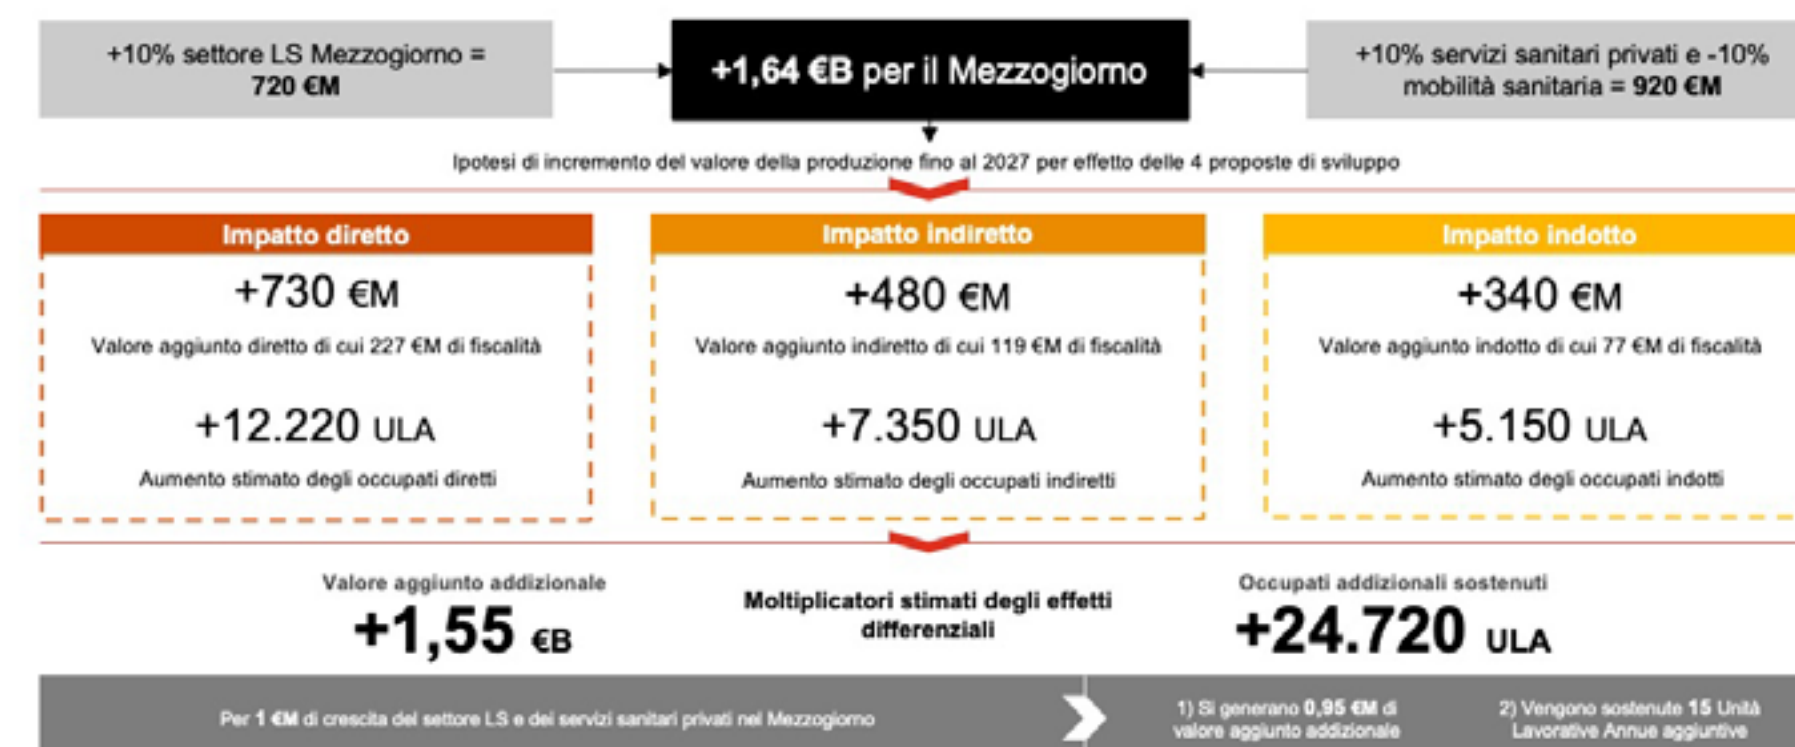 +10% settore LS Mezzogiorno =
720 €M
+1,64 €B per il Mezzogiorno
+10% servizi sanitari privati e -10%
mobilità sanitaria = 920 €M
Ipotesi di incremento del valore della produzione fino al 2027 per effetto delle 4 proposte di sviluppo
Impatto diretto
+730 €M
Valore aggiunto diretto di cui 227 €M di fiscalità
+12.220 ULA
Aumento stimato degli occupati diretti
Impatto indiretto
+480 €M
Valore aggiunto indiretto di cui 119 €M di fiscalità
+7.350 ULA
Aumento stimato degli occupati indiretti
Impatto indotto
+340 €M
Valore aggiunto indotto di cui 77 €M di fiscalità
+5.150 ULA
Aumento stimato degli occupati indotti
Valore aggiunto addizionale
+1,55 €B
Moltiplicatori stimati degli effetti
differenziali
Occupati addizionali sostenuti
+24.720 ULA
Per 1 €M di crescita del settore LS e dei servizi sanitari privati nel Mezzogiorno
1) Si generano 0,95 €M di
valore aggiunto addizionale
2) Vengono sostenute 15 Unità
Lavorative Annue aggiuntive